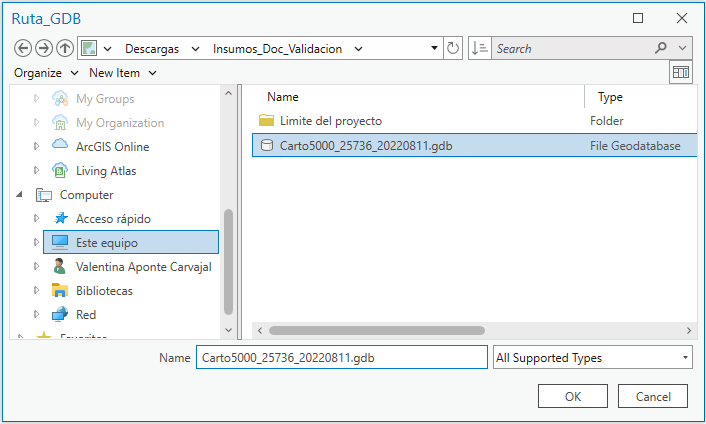 Ruta_GDB
Descargas Insumos_Doc_Validacion Search
Organize New Item
My Groups
My Organization
ArcGIS Online
Living Atlas
Computer
Acceso rápido
Este equipo
Valentina Aponte Carvajal
Bibliotecas
Red
Favorites
Name Type
Limite del proyecto Folder
Carto5000_25736_20220811.gdb File Geodatabase
Name Carto5000_25736_20220811.gdb All Supported Types
OK Cancel